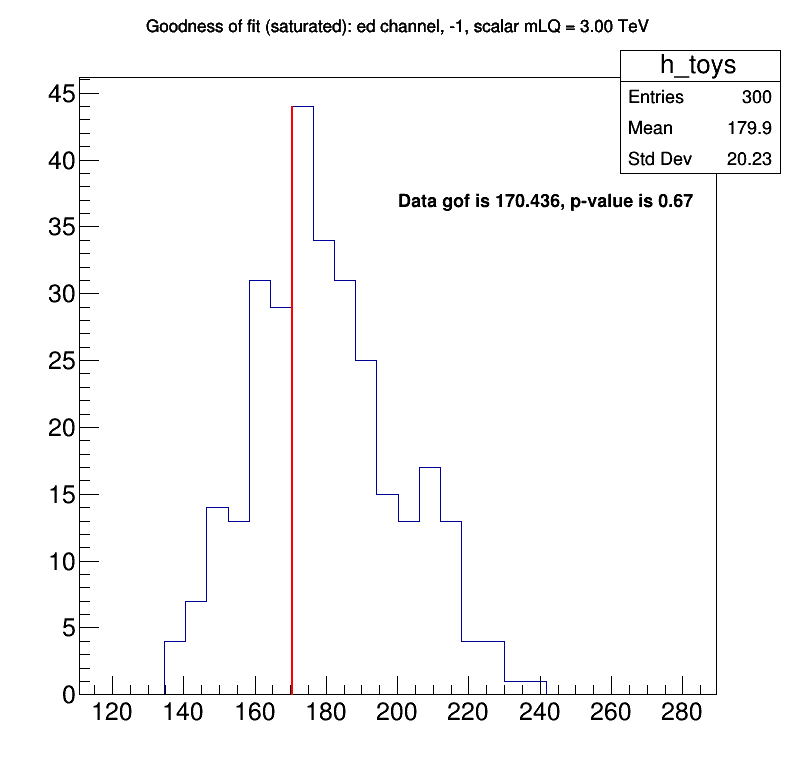 Goodness of fit (saturated): ed channel, -1, scalar mLQ = 3.00 TeV
h_toys
Entries 300
Mean 179.9
Std Dev 20.23
Data gof is 170.436, p-value is 0.67
45
40
35
30
25
20
15
10
5
0
120 140 160 180 200 220 240 260 280